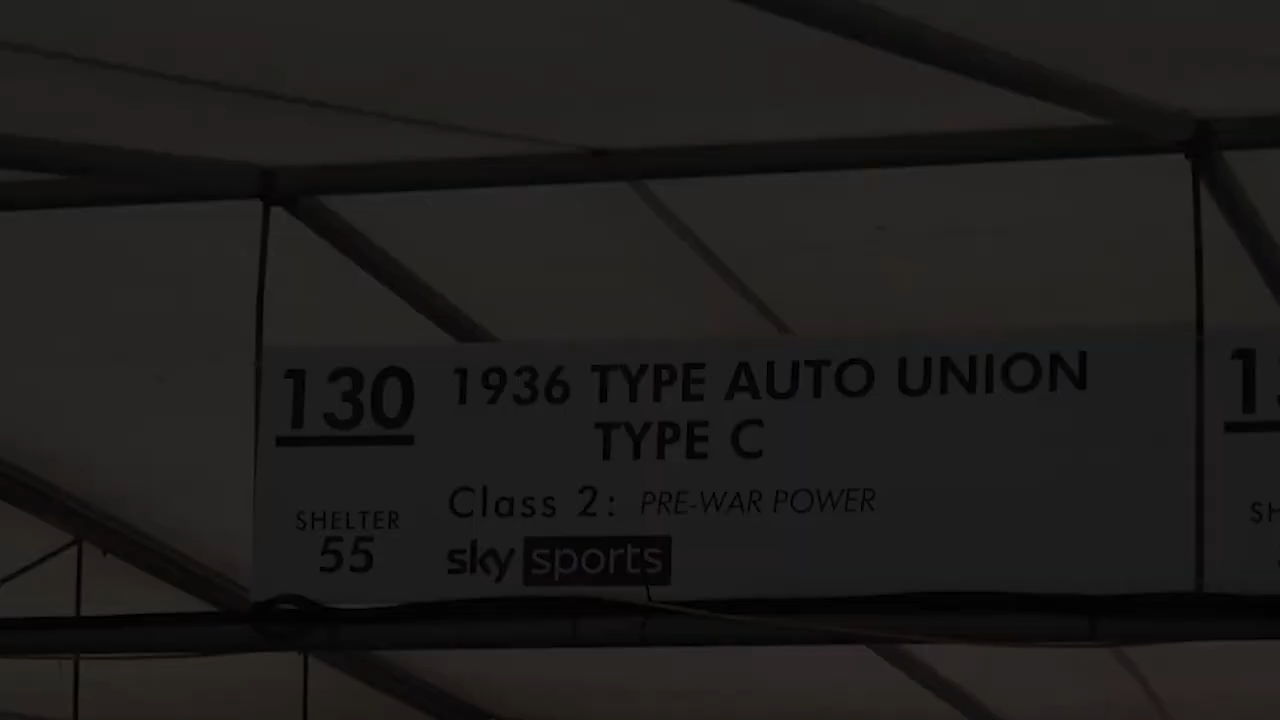 130
1936 TYPE AUTO UNION
TYPE C
Class 2: PRE-WAR POWER
SHELTER
55
sky sports